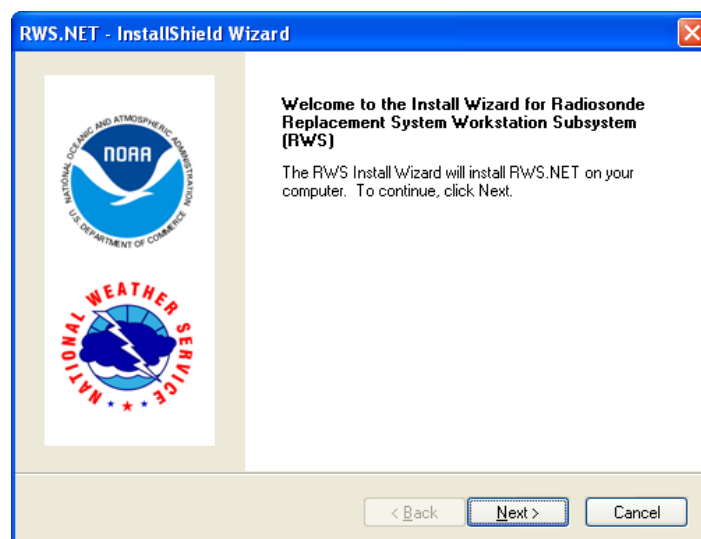 RWS.NET - InstallShield Wizard
NATIONAL OCEANIC AND ATMOSPHERIC ADMINISTRATION
NOAA
U.S. DEPARTMENT OF COMMERCE
NATIONAL WEATHER SERVICE
Welcome to the Install Wizard for Radiosonde
Replacement System Workstation Subsystem
(RWS)
The RWS Install Wizard will install RWS.NET on your
computer. To continue, click Next.
< Back
Next >
Cancel